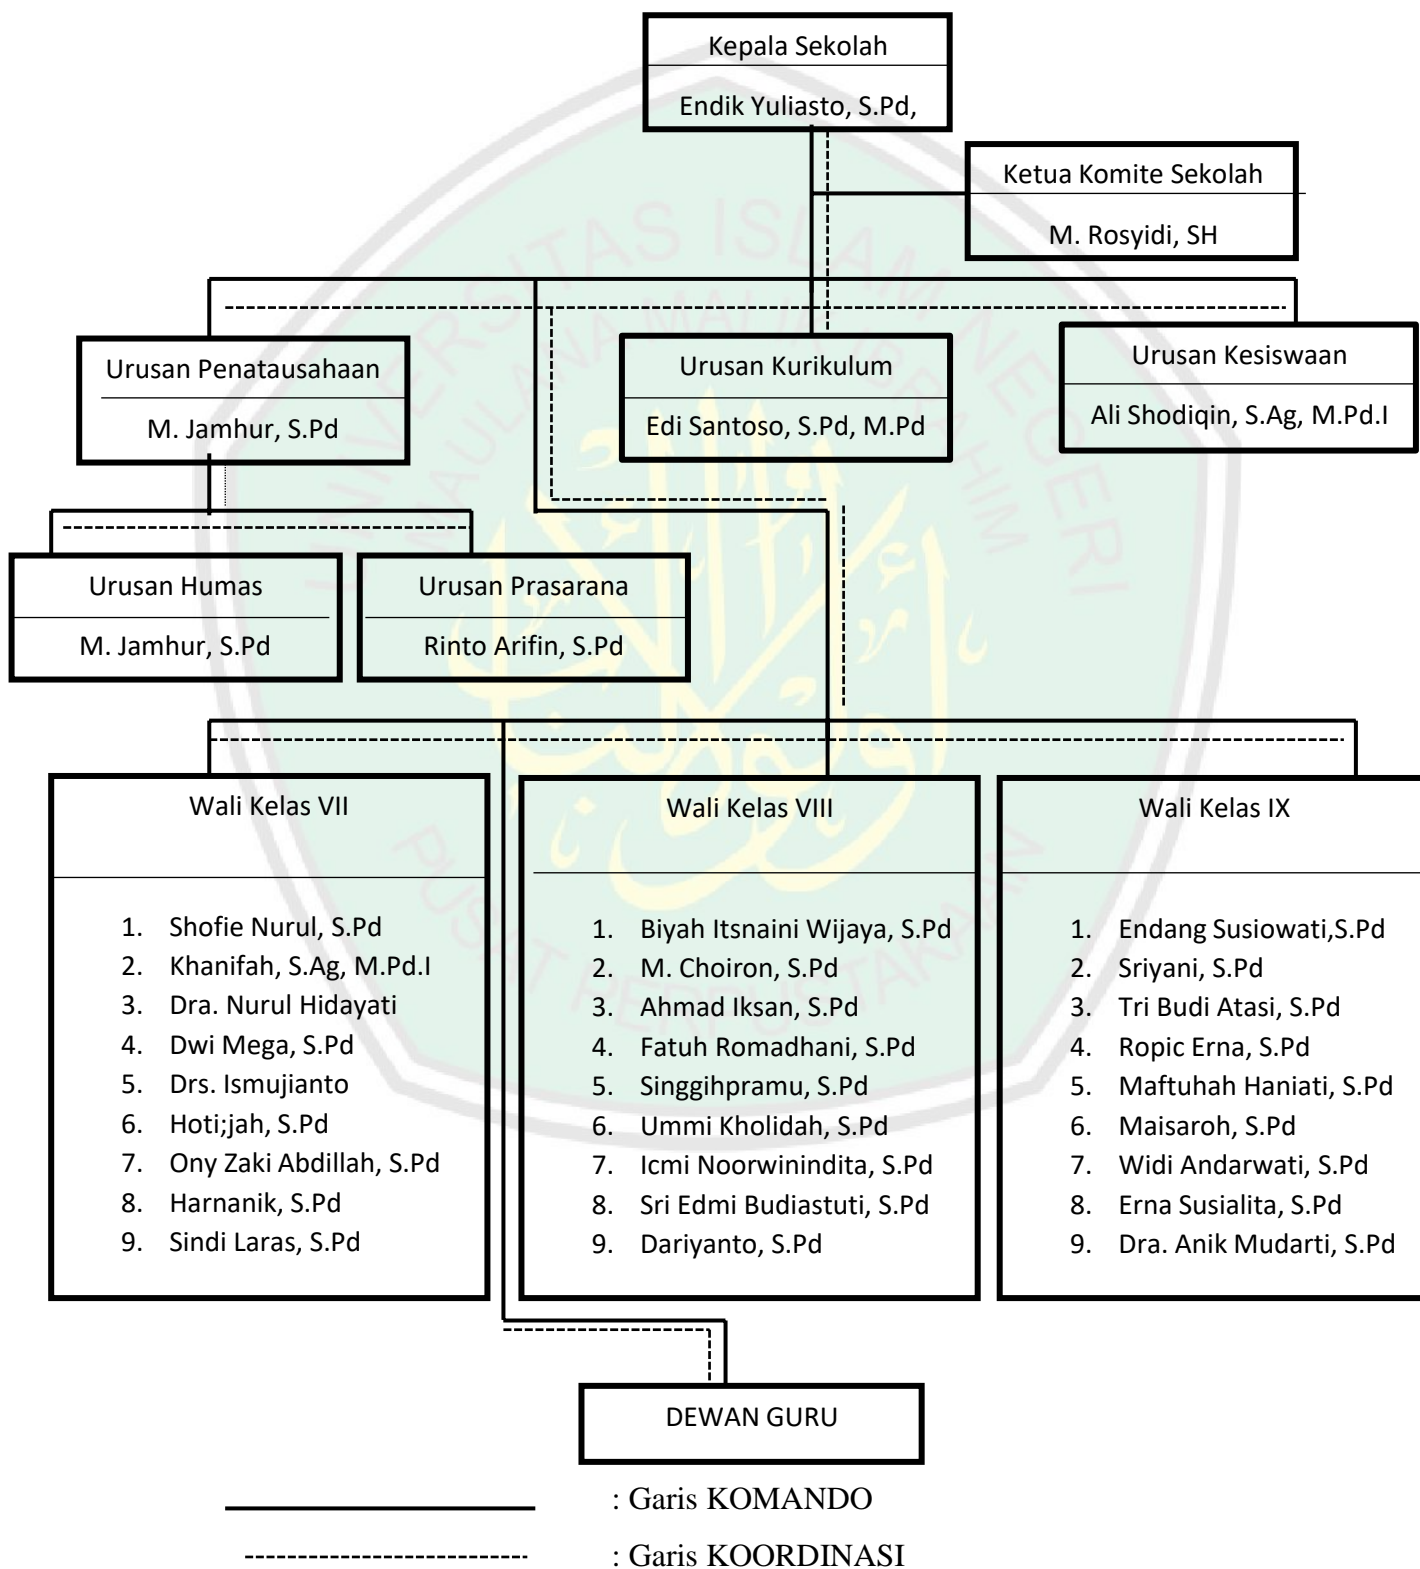 Kepala Sekolah
Endik Yuliasto, S.Pd,
Ketua Komite Sekolah
M. Rosyidi, SH
Urusan Penatausahaan
M. Jamhur, S.Pd
Urusan Kurikulum
Edi Santoso, S.Pd, M.Pd
Urusan Kesiswaan
Ali Shodiqin, S.Ag, M.Pd.I
Urusan Humas
M. Jamhur, S.Pd
Urusan Prasarana
Rinto Arifin, S.Pd
Wali Kelas VII
1. Shofie Nurul, S.Pd
2. Khanifah, S.Ag, M.Pd.I
3. Dra. Nurul Hidayati
4. Dwi Mega, S.Pd
5. Drs. Ismujianto
6. Hoti;jah, S.Pd
7. Ony Zaki Abdillah, S.Pd
8. Harnanik, S.Pd
9. Sindi Laras, S.Pd
Wali Kelas VIII
1. Biyah Itsnaini Wijaya, S.Pd
2. M. Choiron, S.Pd
3. Ahmad Iksan, S.Pd
4. Fatuh Romadhani, S.Pd
5. Singgihpramu, S.Pd
6. Ummi Kholidah, S.Pd
7. Icmi Noorwinindita, S.Pd
8. Sri Edmi Budiastuti, S.Pd
9. Dariyanto, S.Pd
Wali Kelas IX
1. Endang Susiowati,S.Pd
2. Sriyani, S.Pd
3. Tri Budi Atasi, S.Pd
4. Ropic Erna, S.Pd
5. Maftuhah Haniati, S.Pd
6. Maisaroh, S.Pd
7. Widi Andarwati, S.Pd
8. Erna Susialita, S.Pd
9. Dra. Anik Mudarti, S.Pd
DEWAN GURU
: Garis KOMANDO
: Garis KOORDINASI
UNIVERSITAS ISLAM NEGERI
MAULANA MALIK IBRAHIM
PUSAT PERPUSTAKAAN